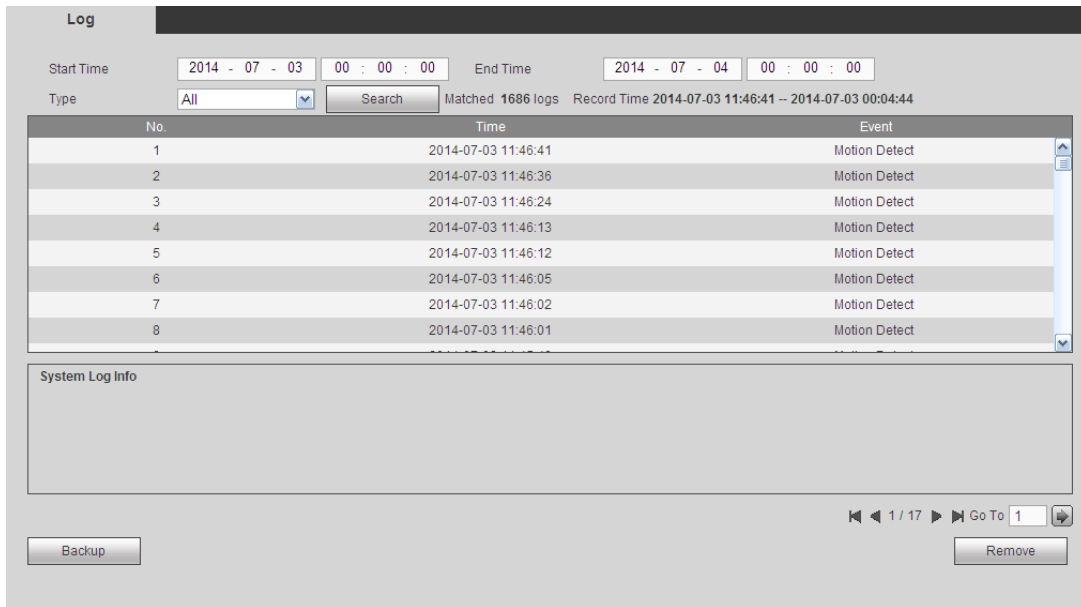 Log
Start Time 2014 - 07 - 03 00 : 00 : 00 End Time 2014 - 07 - 04 00 : 00 : 00
Type All Search Matched 1686 logs Record Time 2014-07-03 11:46:41 -- 2014-07-03 00:04:44
No. Time Event
1 2014-07-03 11:46:41 Motion Detect
2 2014-07-03 11:46:36 Motion Detect
3 2014-07-03 11:46:24 Motion Detect
4 2014-07-03 11:46:13 Motion Detect
5 2014-07-03 11:46:12 Motion Detect
6 2014-07-03 11:46:05 Motion Detect
7 2014-07-03 11:46:02 Motion Detect
8 2014-07-03 11:46:01 Motion Detect
System Log Info
1 / 17 Go To 1
Backup Remove